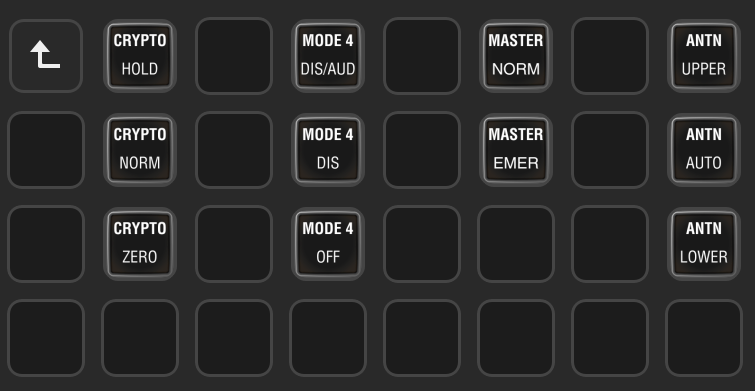 CRYPTO
HOLD
MODE 4
DIS/AUD
MASTER
NORM
ANTN
UPPER
CRYPTO
NORM
MODE 4
DIS
MASTER
EMER
ANTN
AUTO
CRYPTO
ZERO
MODE 4
OFF
ANTN
LOWER